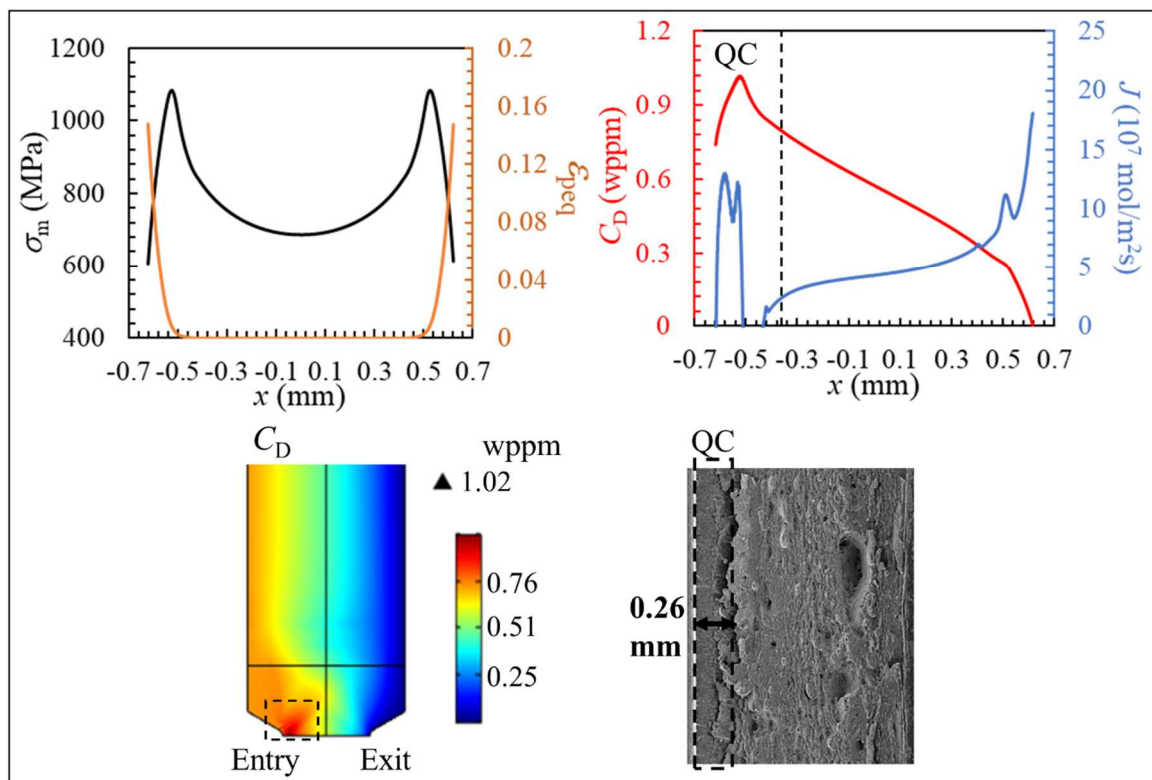 1200
1000
800
600
400
σm (MPa)
0.2
0.16
0.12
0.08
0.04
0
εpeq
-0.7 -0.5 -0.3 -0.1 0.1 0.3 0.5 0.7
x (mm)
QC
1.2
0.9
0.6
0.3
0
CD (wppm)
25
20
15
10
5
0
J (10⁷ mol/m²s)
-0.7 -0.5 -0.3 -0.1 0.1 0.3 0.5 0.7
x (mm)
CD
wppm
▲ 1.02
0.76
0.51
0.25
Entry
Exit
QC
0.26
mm